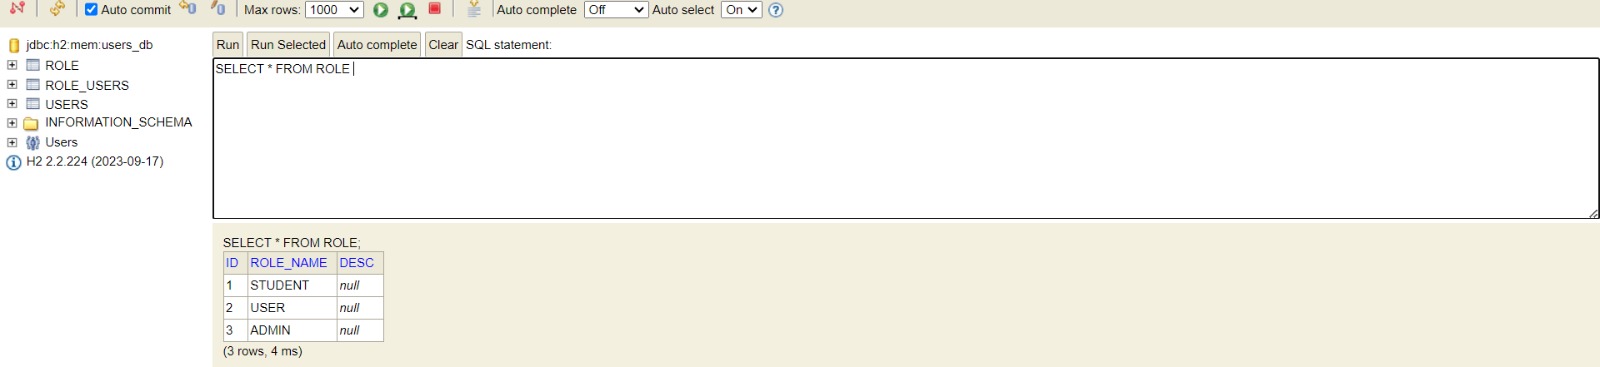 Auto commit Max rows: 1000 Auto complete Off Auto select On
jdbc:h2:mem:users_db
ROLE
ROLE_USERS
USERS
INFORMATION_SCHEMA
Users
H2 2.2.224 (2023-09-17)
Run Run Selected Auto complete Clear SQL statement:
SELECT * FROM ROLE
SELECT * FROM ROLE;
ID ROLE_NAME DESC
1 STUDENT null
2 USER null
3 ADMIN null
(3 rows, 4 ms)